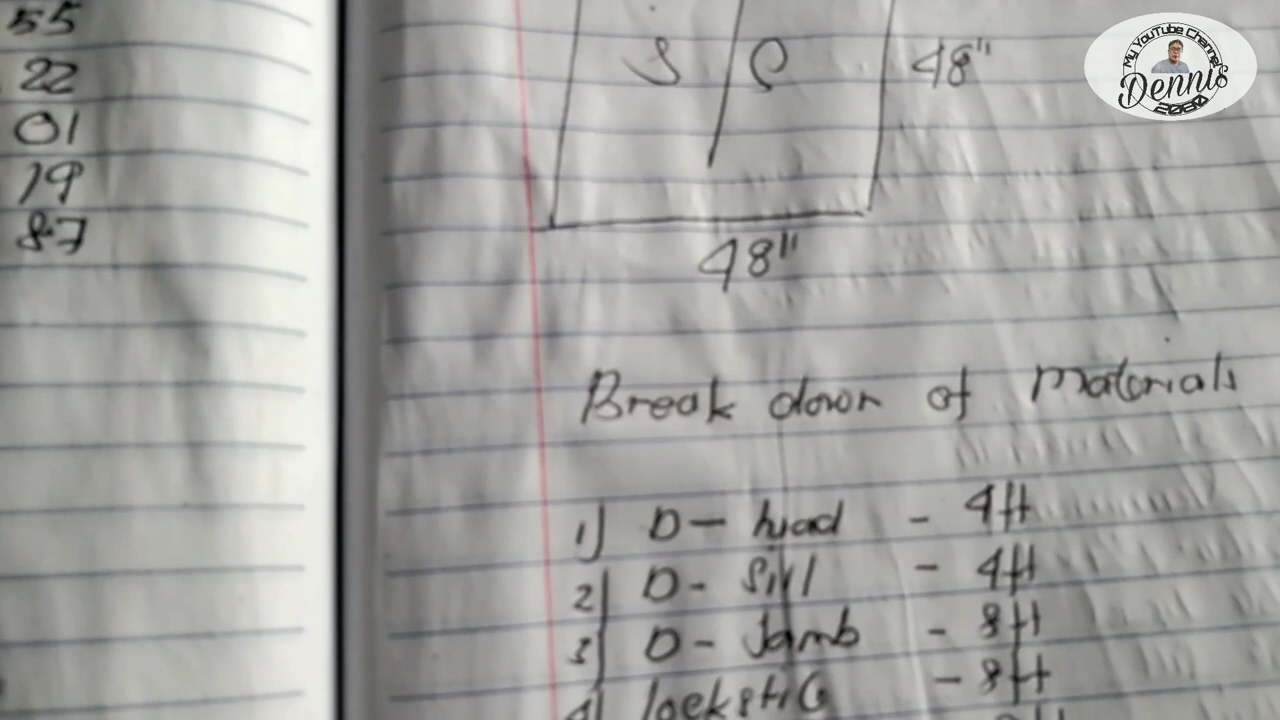 55
22
01
19
87
S
48"
48"
Break down of Materials
1) D - head - 4ft
2) D - Sill - 4ft
3) D - Jamb - 8ft
4) lockstile - 8ft
My YouTube Channel
Dennis
2080